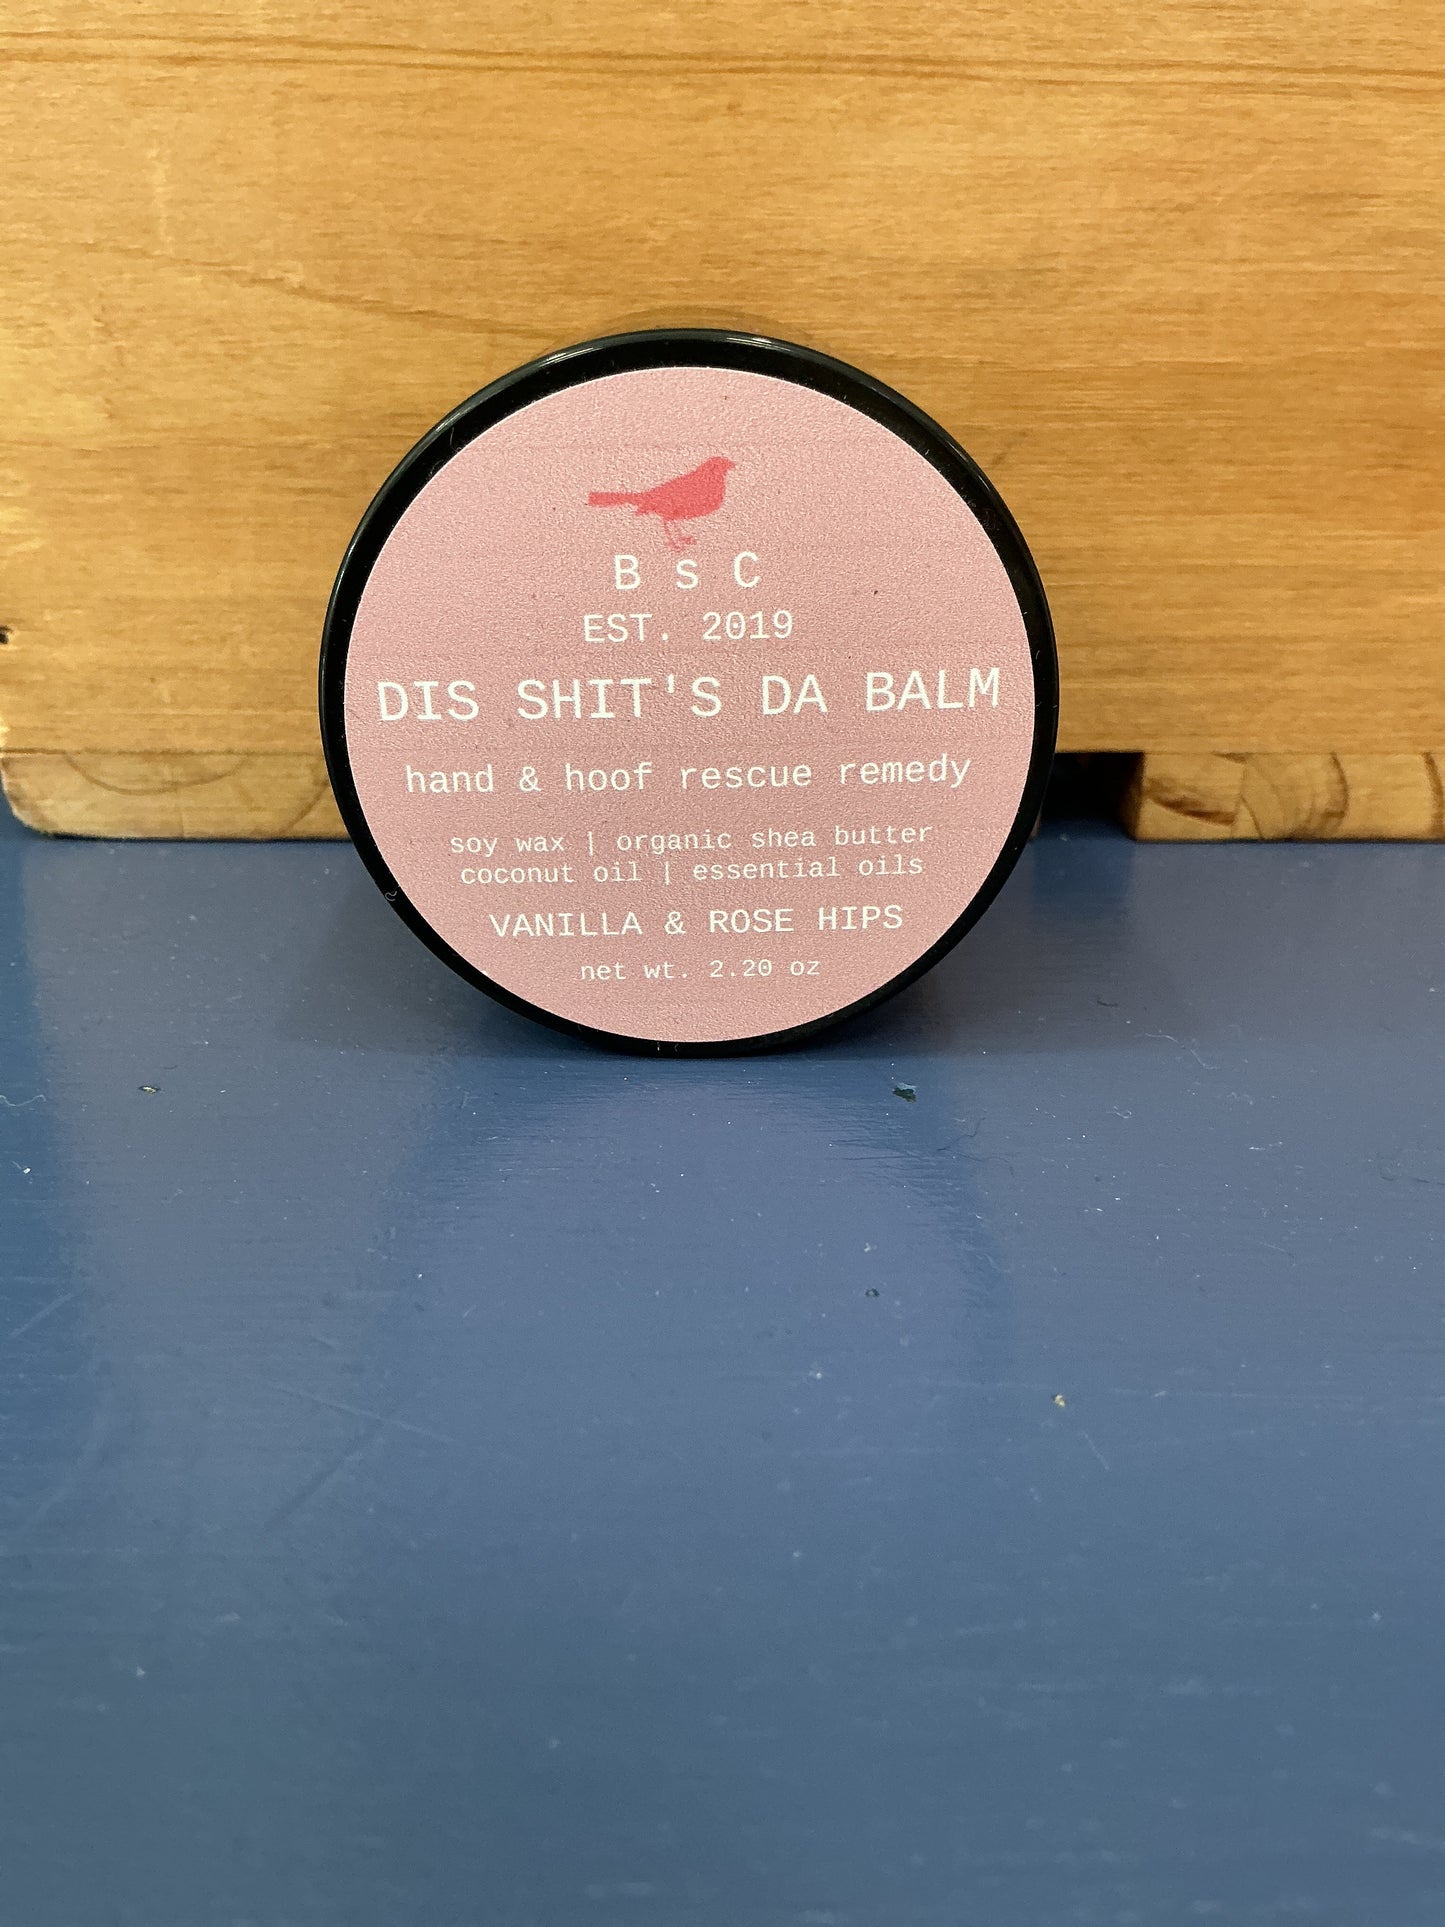 B s C
EST. 2019
DIS SHIT'S DA BALM
hand & hoof rescue remedy
soy wax | organic shea butter
coconut oil | essential oils
VANILLA & ROSE HIPS
net wt. 2.20 oz